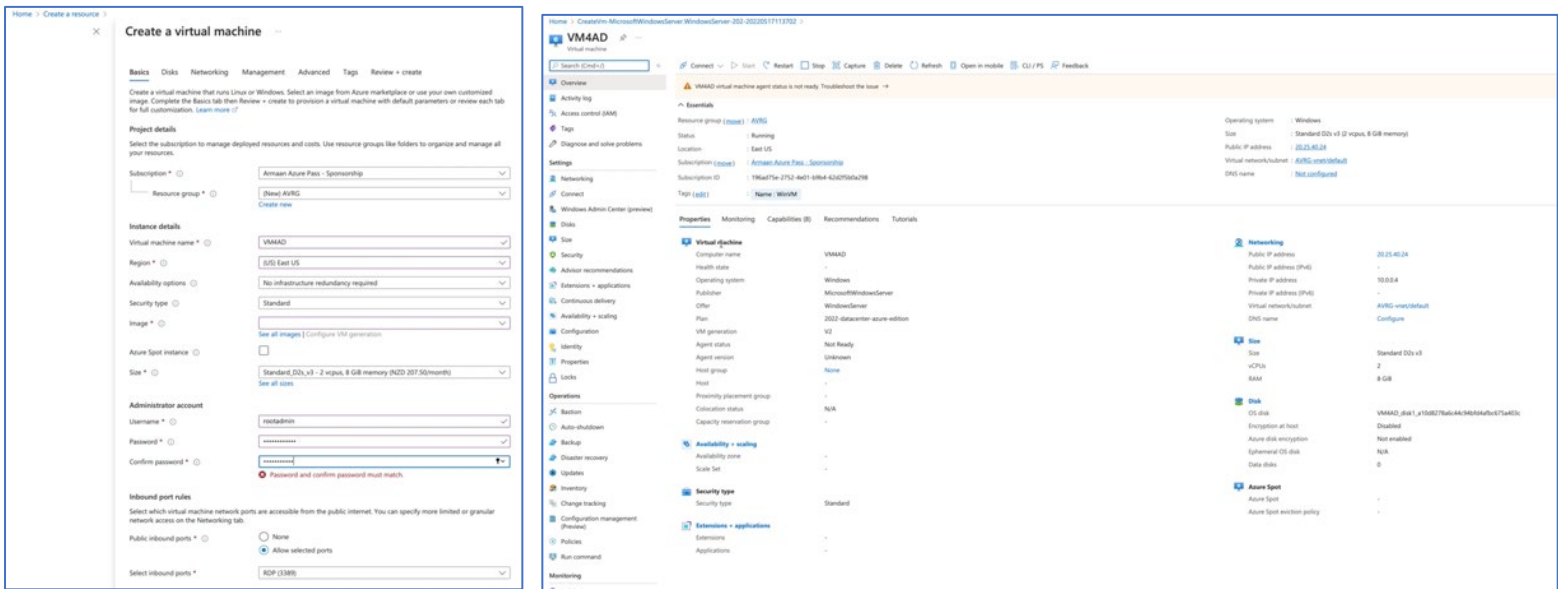 Home > Create a resource >
Create a virtual machine ...
Basics Disks Networking Management Advanced Tags Review + create
Create a virtual machine that runs Linux or Windows. Select an image from Azure marketplace or use your own customized
image. Complete the Basics tab then Review + create to provision a virtual machine with default parameters or review each tab
for full customization. Learn more
Project details
Select the subscription to manage deployed resources and costs. Use resource groups like folders to organize and manage all
your resources.
Subscription * Armaan Azure Pass - Sponsorship
Resource group * (New) AVRG
Create new
Instance details
Virtual machine name * VM4AD
Region * (US) East US
Availability options No infrastructure redundancy required
Security type Standard
Image *
See all images | Configure VM generation
Azure Spot instance
Size * Standard_D2s_v3 - 2 vcpus, 8 GiB memory (NZD 207.50/month)
See all sizes
Administrator account
Username * rootadmin
Password *
Confirm password *
Password and confirm password must match.
Inbound port rules
Select which virtual machine network ports are accessible from the public internet. You can specify more limited or granular
network access on the Networking tab.
Public inbound ports * None
Allow selected ports
Select inbound ports * RDP (3389)
Home > CreateVm-MicrosoftWindowsServer.WindowsServer-202-20220517113702 >
VM4AD ...
Virtual machine
Search (Cmd+/)
Overview
Activity log
Access control (IAM)
Tags
Diagnose and solve problems
Settings
Networking
Connect
Windows Admin Center (preview)
Disks
Size
Security
Advisor recommendations
Extensions + applications
Continuous delivery
Availability + scaling
Configuration
Identity
Properties
Locks
Operations
Bastion
Auto-shutdown
Backup
Disaster recovery
Updates
Inventory
Change tracking
Configuration management
(Preview)
Policies
Run command
Monitoring
Connect Start Restart Stop Capture Delete Refresh Open in mobile CLI / PS Feedback
VM4AD virtual machine agent status is not ready. Troubleshoot the issue →
Essentials
Resource group (move) : AVRG
Status : Running
Location : East US
Subscription (move) : Armaan Azure Pass - Sponsorship
Subscription ID :
Tags (edit) : Name : WinVM
Operating system : Windows
Size : Standard D2s v3 (2 vcpus, 8 GiB memory)
Public IP address : 20.25.40.24
Virtual network/subnet : AVRG-vnet/default
DNS name : Not configured
Properties Monitoring Capabilities (8) Recommendations Tutorials
Virtual machine
Computer name VM4AD
Health state -
Operating system Windows
Publisher MicrosoftWindowsServer
Offer WindowsServer
Plan 2022-datacenter-azure-edition
VM generation V2
Agent status Not Ready
Agent version Unknown
Host group None
Host -
Proximity placement group -
Colocation status N/A
Capacity reservation group -
Availability + scaling
Availability zone -
Scale Set -
Security type
Security type Standard
Extensions + applications
Extensions -
Applications -
Networking
Public IP address 20.25.40.24
Public IP address (IPv6) -
Private IP address 10.0.0.4
Private IP address (IPv6) -
Virtual network/subnet AVRG-vnet/default
DNS name Configure
Size
Size Standard D2s v3
vCPUs 2
RAM 8 GiB
Disk
OS disk
Encryption at host Disabled
Azure disk encryption Not enabled
Ephemeral OS disk N/A
Data disks 0
Azure Spot
Azure Spot -
Azure Spot eviction policy -